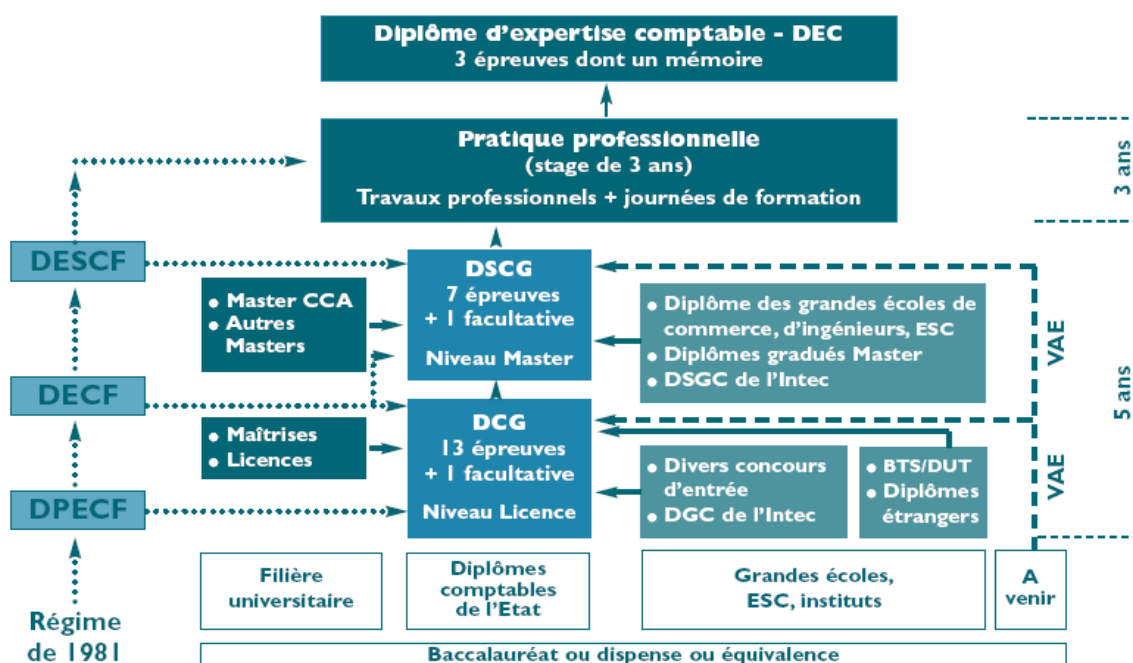 Diplôme d'expertise comptable - DEC
3 épreuves dont un mémoire
Pratique professionnelle
(stage de 3 ans)
Travaux professionnels + journées de formation
3 ans
DESCF
DSCG
7 épreuves
+ 1 facultative
Niveau Master
• Master CCA
• Autres
Masters
• Diplôme des grandes écoles de
commerce, d'ingénieurs, ESC
• Diplômes gradués Master
• DSGC de l'Intec
VAE
5 ans
DECF
DCG
13 épreuves
+ 1 facultative
Niveau Licence
• Maîtrises
• Licences
• Divers concours
d'entrée
• DGC de l'Intec
• BTS/DUT
• Diplômes
étrangers
VAE
DPECF
Filière
universitaire
Diplômes
comptables
de l'Etat
Grandes écoles,
ESC, instituts
A
venir
Régime
de 1981
Baccalauréat ou dispense ou équivalence